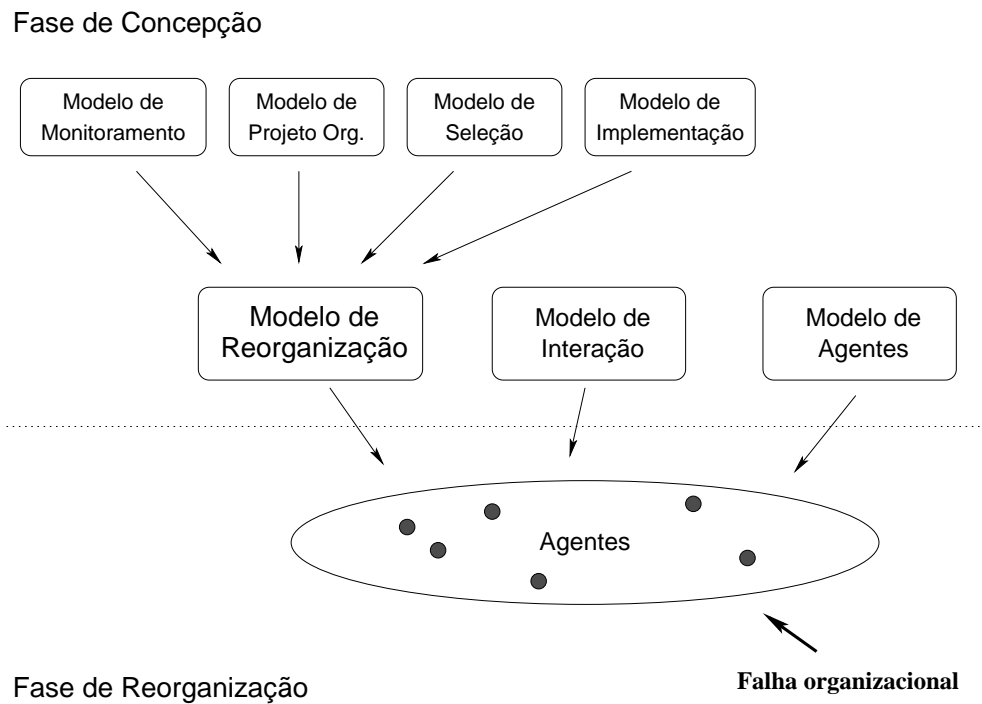 Fase de Concepção
Modelo de
Monitoramento
Modelo de
Projeto Org.
Modelo de
Seleção
Modelo de
Implementação
Modelo de
Reorganização
Modelo de
Interação
Modelo de
Agentes
Agentes
Falha organizacional
Fase de Reorganização